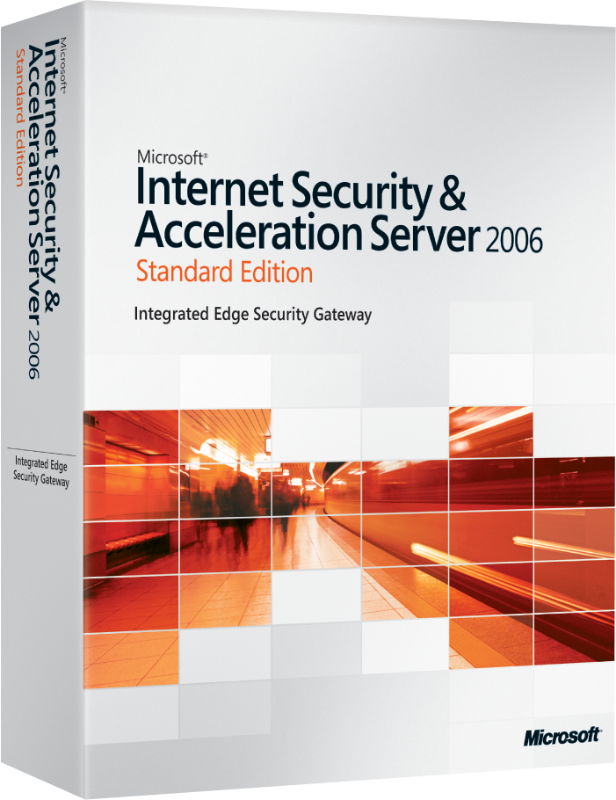 Microsoft®
Internet Security &
Acceleration Server 2006
Standard Edition
Integrated Edge
Security Gateway
Microsoft®
Internet Security &
Acceleration Server 2006
Standard Edition
Integrated Edge Security Gateway
Microsoft®